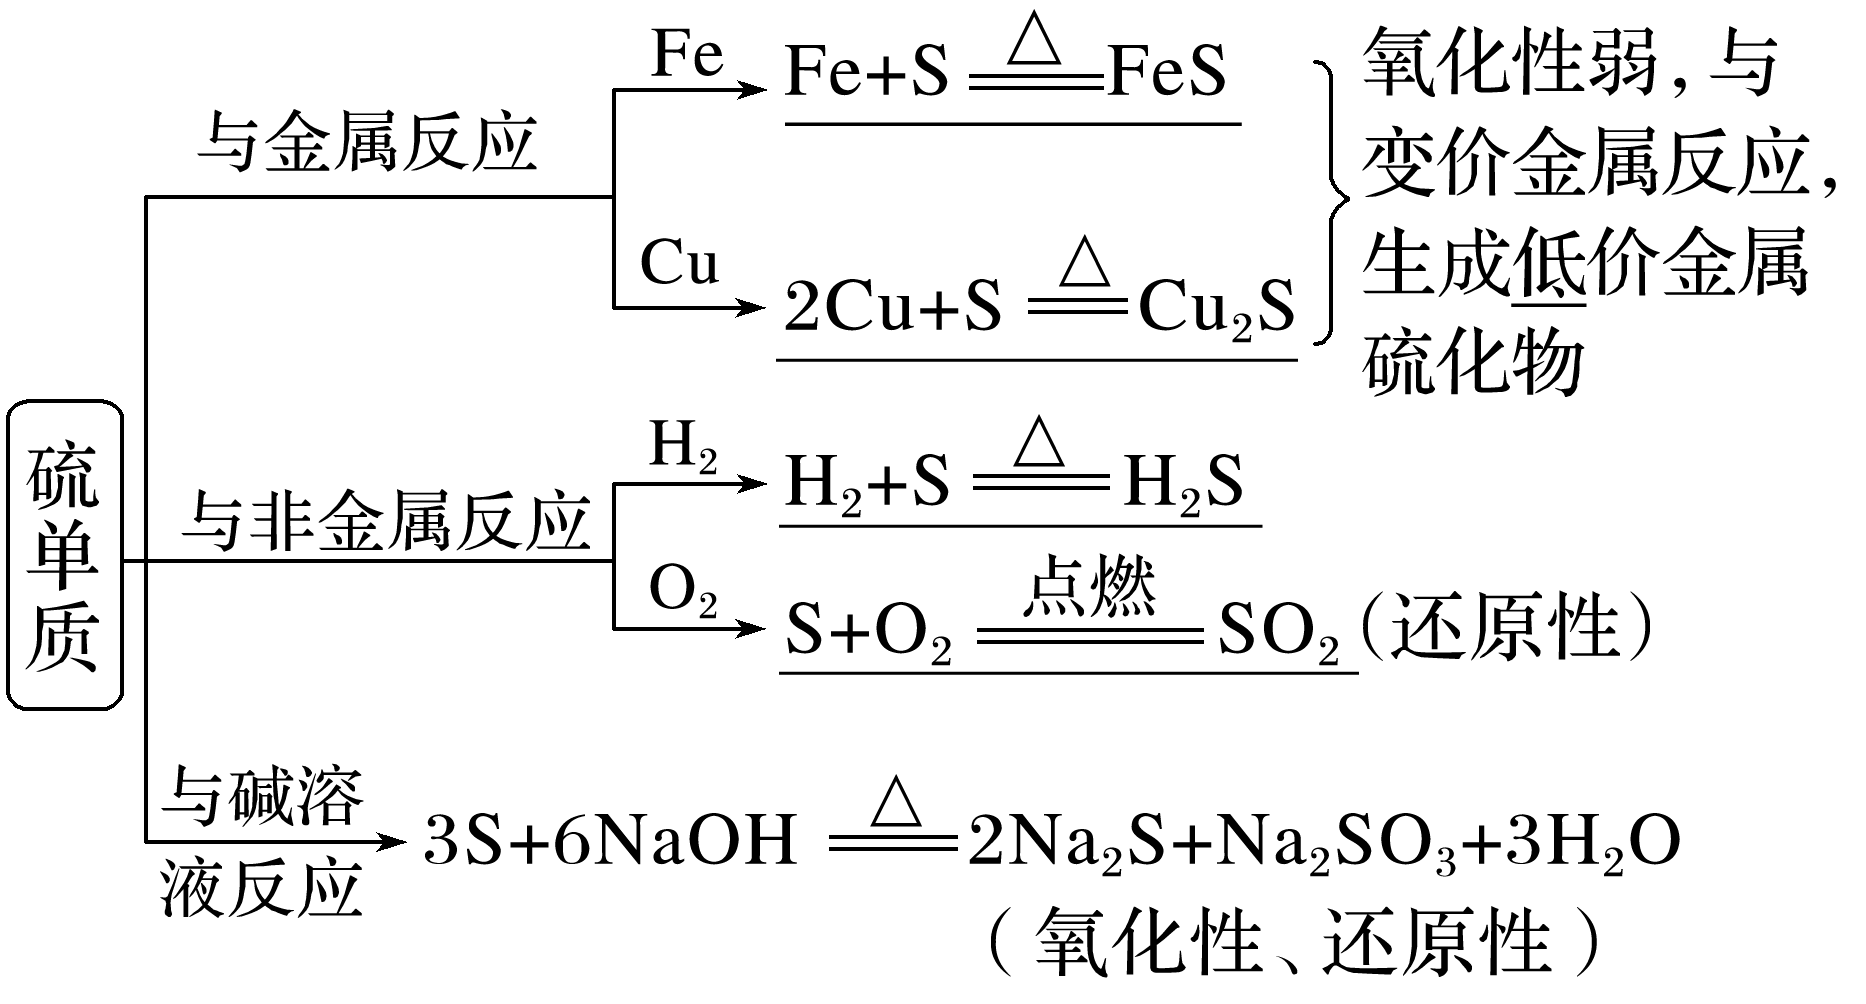 硫单质
与金属反应
Fe
Fe+S ≜ FeS
Cu
2Cu+S ≜ Cu₂S
氧化性弱,与
变价金属反应,
生成低价金属
硫化物
与非金属反应
H₂
H₂+S ≜ H₂S
O₂
点燃
S+O₂ ══ SO₂(还原性)
与碱溶
液反应
3S+6NaOH ≜ 2Na₂S+Na₂SO₃+3H₂O
(氧化性、还原性)